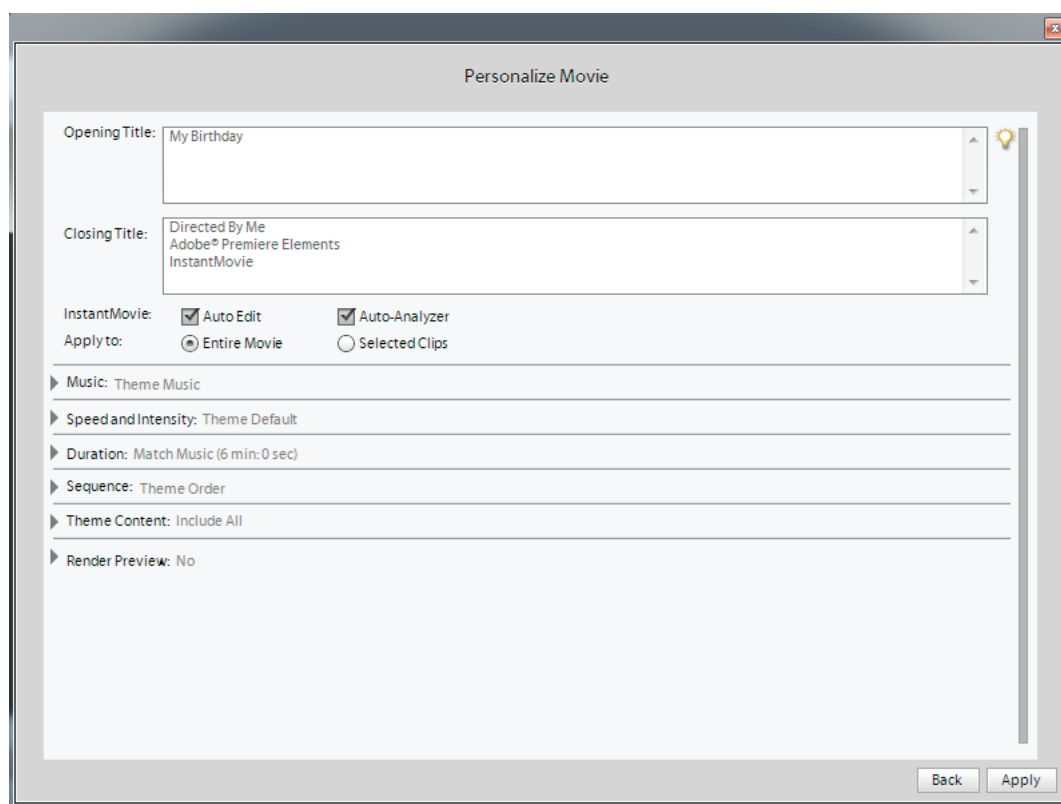 Personalize Movie
Opening Title: My Birthday
Closing Title: Directed By Me
Adobe® Premiere Elements
InstantMovie
InstantMovie: Auto Edit Auto-Analyzer
Apply to: Entire Movie Selected Clips
Music: Theme Music
Speed and Intensity: Theme Default
Duration: Match Music (6 min: 0 sec)
Sequence: Theme Order
Theme Content: Include All
Render Preview: No
Back Apply